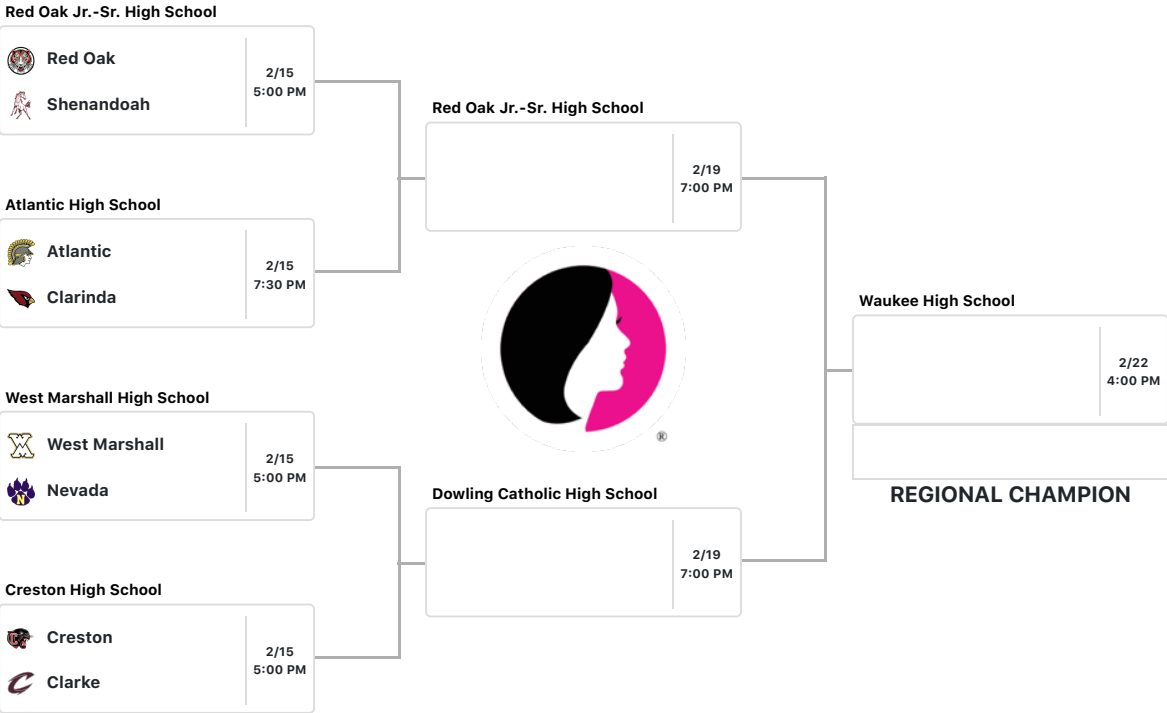 Red Oak Jr.-Sr. High School
Red Oak
Shenandoah
2/15
5:00 PM
Atlantic High School
Atlantic
Clarinda
2/15
7:30 PM
West Marshall High School
West Marshall
Nevada
N
2/15
5:00 PM
Creston High School
Creston
Clarke
C
2/15
5:00 PM
Red Oak Jr.-Sr. High School
2/19
7:00 PM
®
Dowling Catholic High School
2/19
7:00 PM
Waukee High School
2/22
4:00 PM
REGIONAL CHAMPION